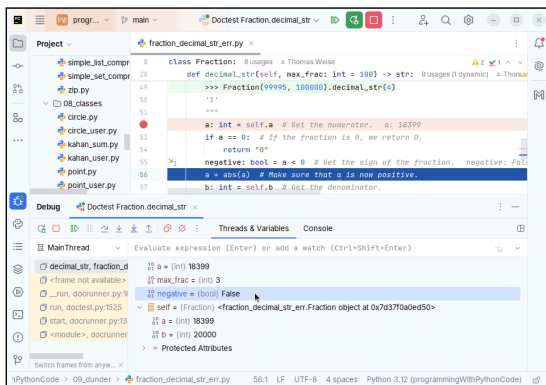 progr...
main
Doctest Fraction.decimal_str
Project
fraction_decimal_str_err.py
simple_list_compr
simple_set_compr
zip.py
08_classes
circle.py
circle_user.py
kahan_sum.py
kahan_user.py
point.py
point_user.py
8 class Fraction: 8 usages Thomas Weise
2 1
28 def decimal_str(self, max_frac: int = 100) -> str: 9 usages (1 dynamic) Thomas
49 >>> Fraction(99995, 100000).decimal_str(4)
50 '1'
51 """
a: int = self.a # Get the numerator. a: 18399
53 if a == 0: # If the fraction is 0, we return 0.
54 return "0"
55 negative: bool = a < 0 # Get the sign of the fraction. negative: Fal
56 a = abs(a) # Make sure that a is now positive.
57 b: int = self.b # Get the denominator.
Debug
Doctest Fraction.decimal_str
Threads & Variables
Console
MainThread
Evaluate expression (Enter) or add a watch (Ctrl+Shift+Enter)
decimal_str, fraction_d
<frame not available>
__run, docrunner.py:1
run, doctest.py:1525
start, docrunner.py:13
<module>, docrunner
Switch frames from anyw...
a = {int} 18399
max_frac = {int} 3
negative = {bool} False
self = {Fraction} <fraction_decimal_str_err.Fraction object at 0x7d37f0a0ed50>
a = {int} 18399
b = {int} 20000
Protected Attributes
hPythonCode > 09_dunder > fraction_decimal_str_err.py
56:1 LF UTF-8 4 spaces Python 3.12 (programmingWithPythonCode)